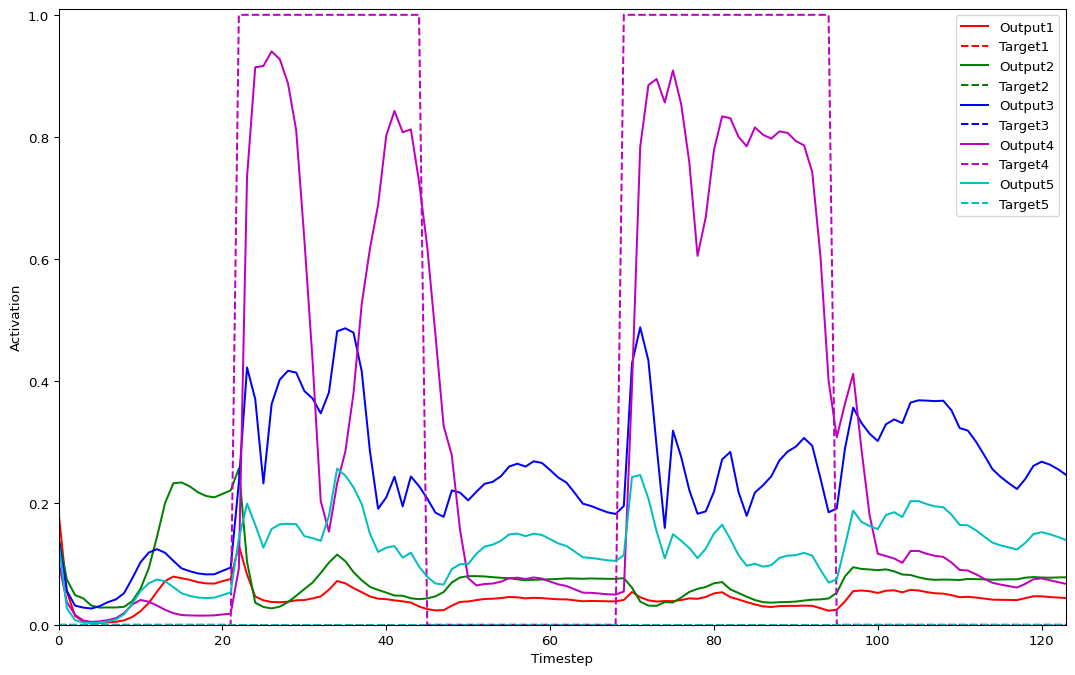 1.0
0.8
0.6
0.4
0.2
0.0
Activation
0
20
40
60
80
100
120
Timestep
Output1
Target1
Output2
Target2
Output3
Target3
Output4
Target4
Output5
Target5